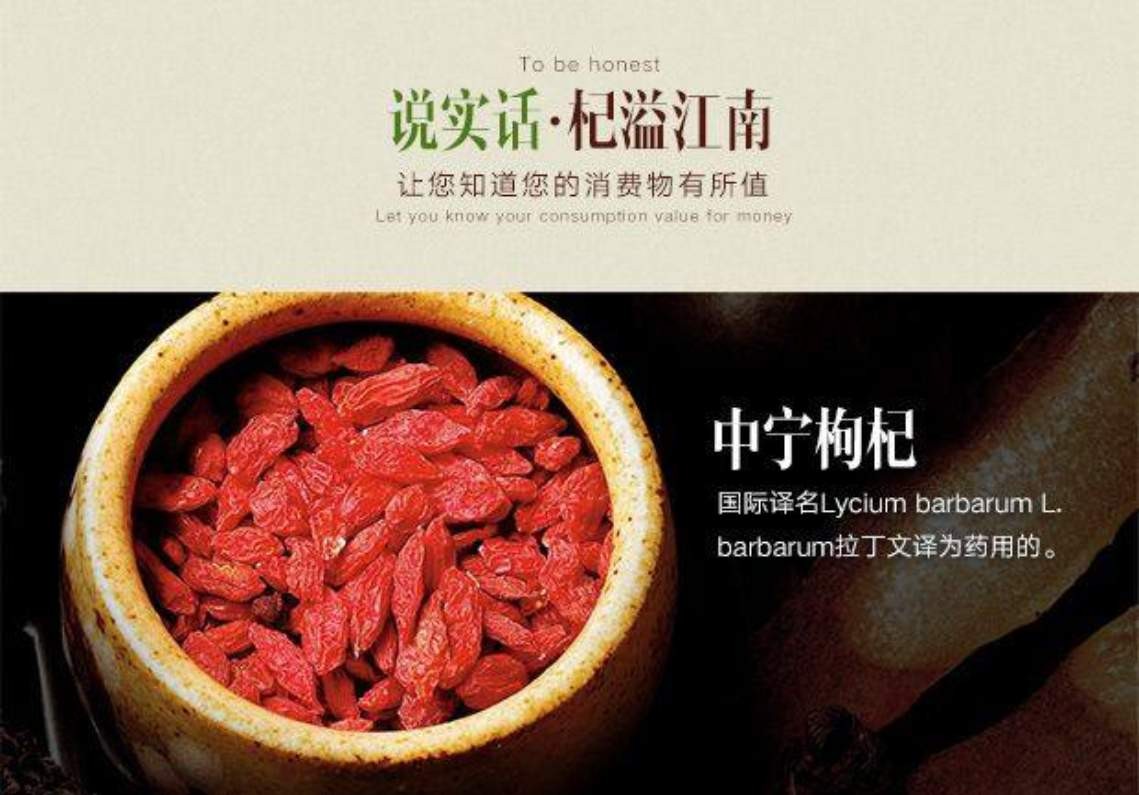 To be honest
说实话·杞溢江南
让您知道您的消费物有所值
Let you know your consumption value for money
中宁枸杞
国际译名Lycium barbarum L.
barbarum拉丁文译为药用的。